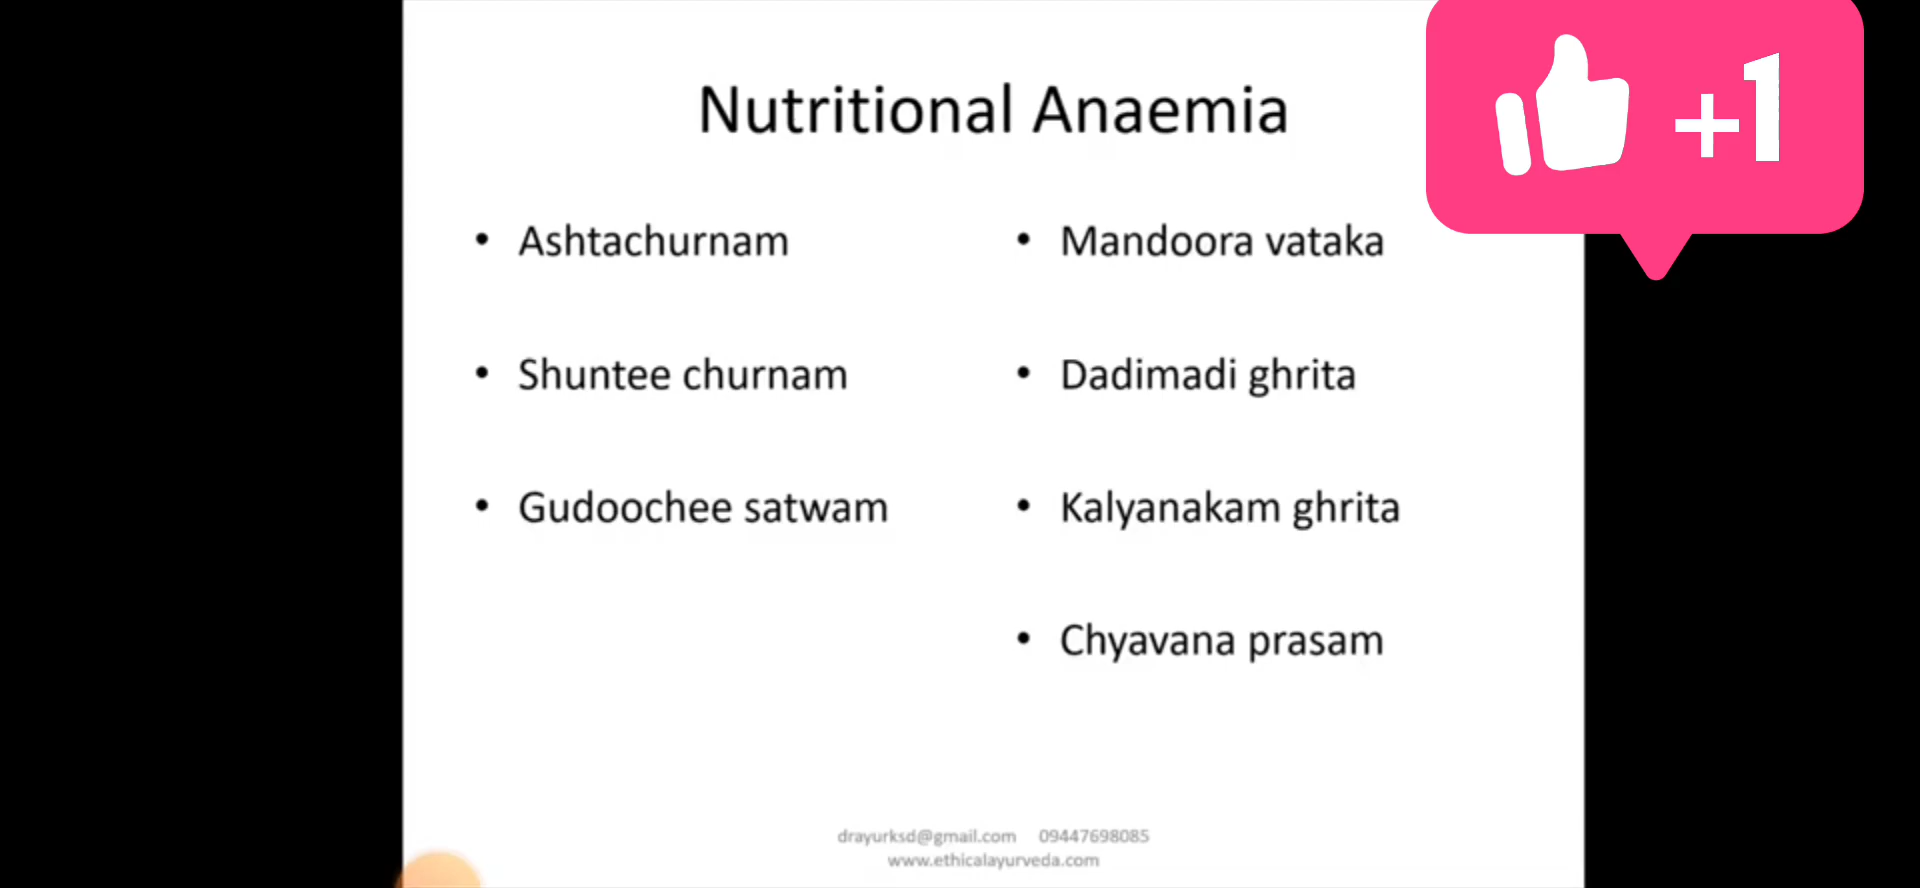 Nutritional Anaemia
+1
• Ashtachurnam
• Shuntee churnam
• Gudoochee satwam
• Mandoora vataka
• Dadimadi ghrita
• Kalyanakam ghrita
• Chyavana prasam
drayurksd@gmail.com 09447698085
www.ethicalayurveda.com